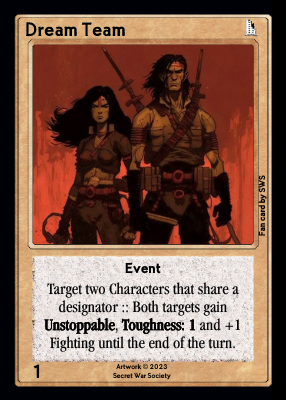 Dream Team
Fan card by SWS
Event
Target two Characters that share a
designator :: Both targets gain
Unstoppable, Toughness: 1 and +1
Fighting until the end of the turn.
1
Artwork © 2023
Secret War Society